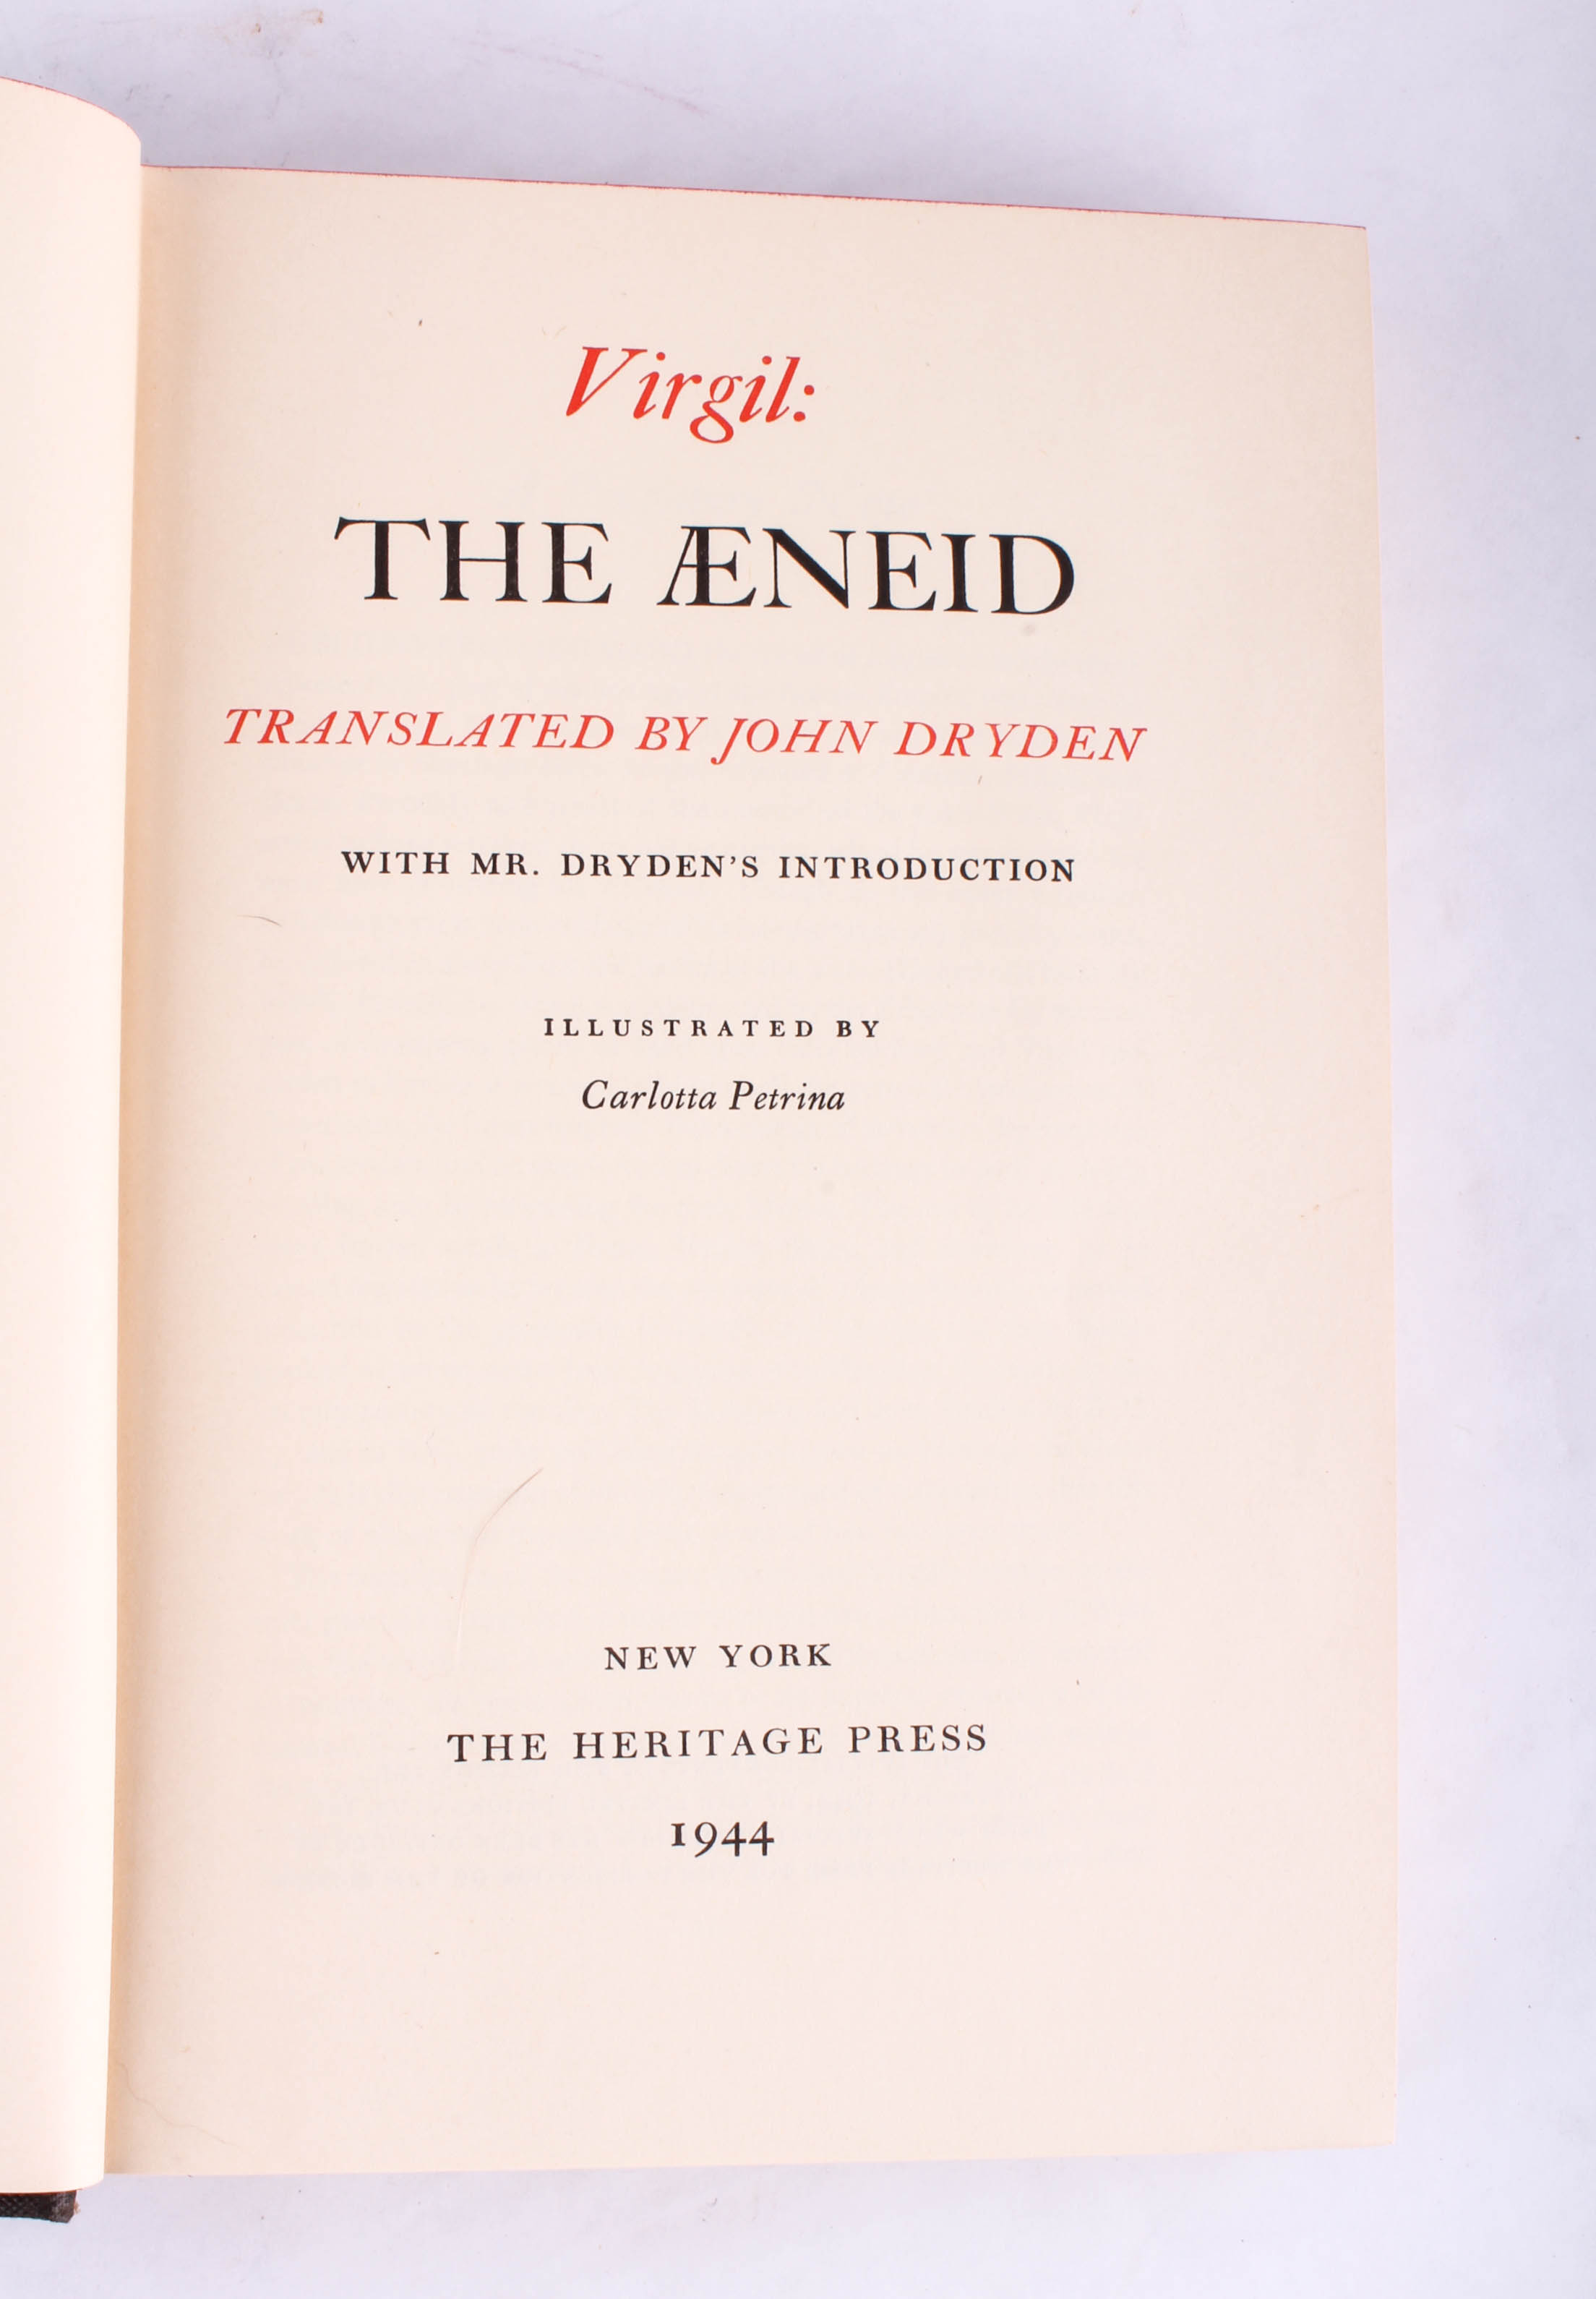 Virgil:
THE ÆNEID
TRANSLATED BY JOHN DRYDEN
WITH MR. DRYDEN'S INTRODUCTION
ILLUSTRATED BY
Carlotta Petrina
NEW YORK
THE HERITAGE PRESS
1944